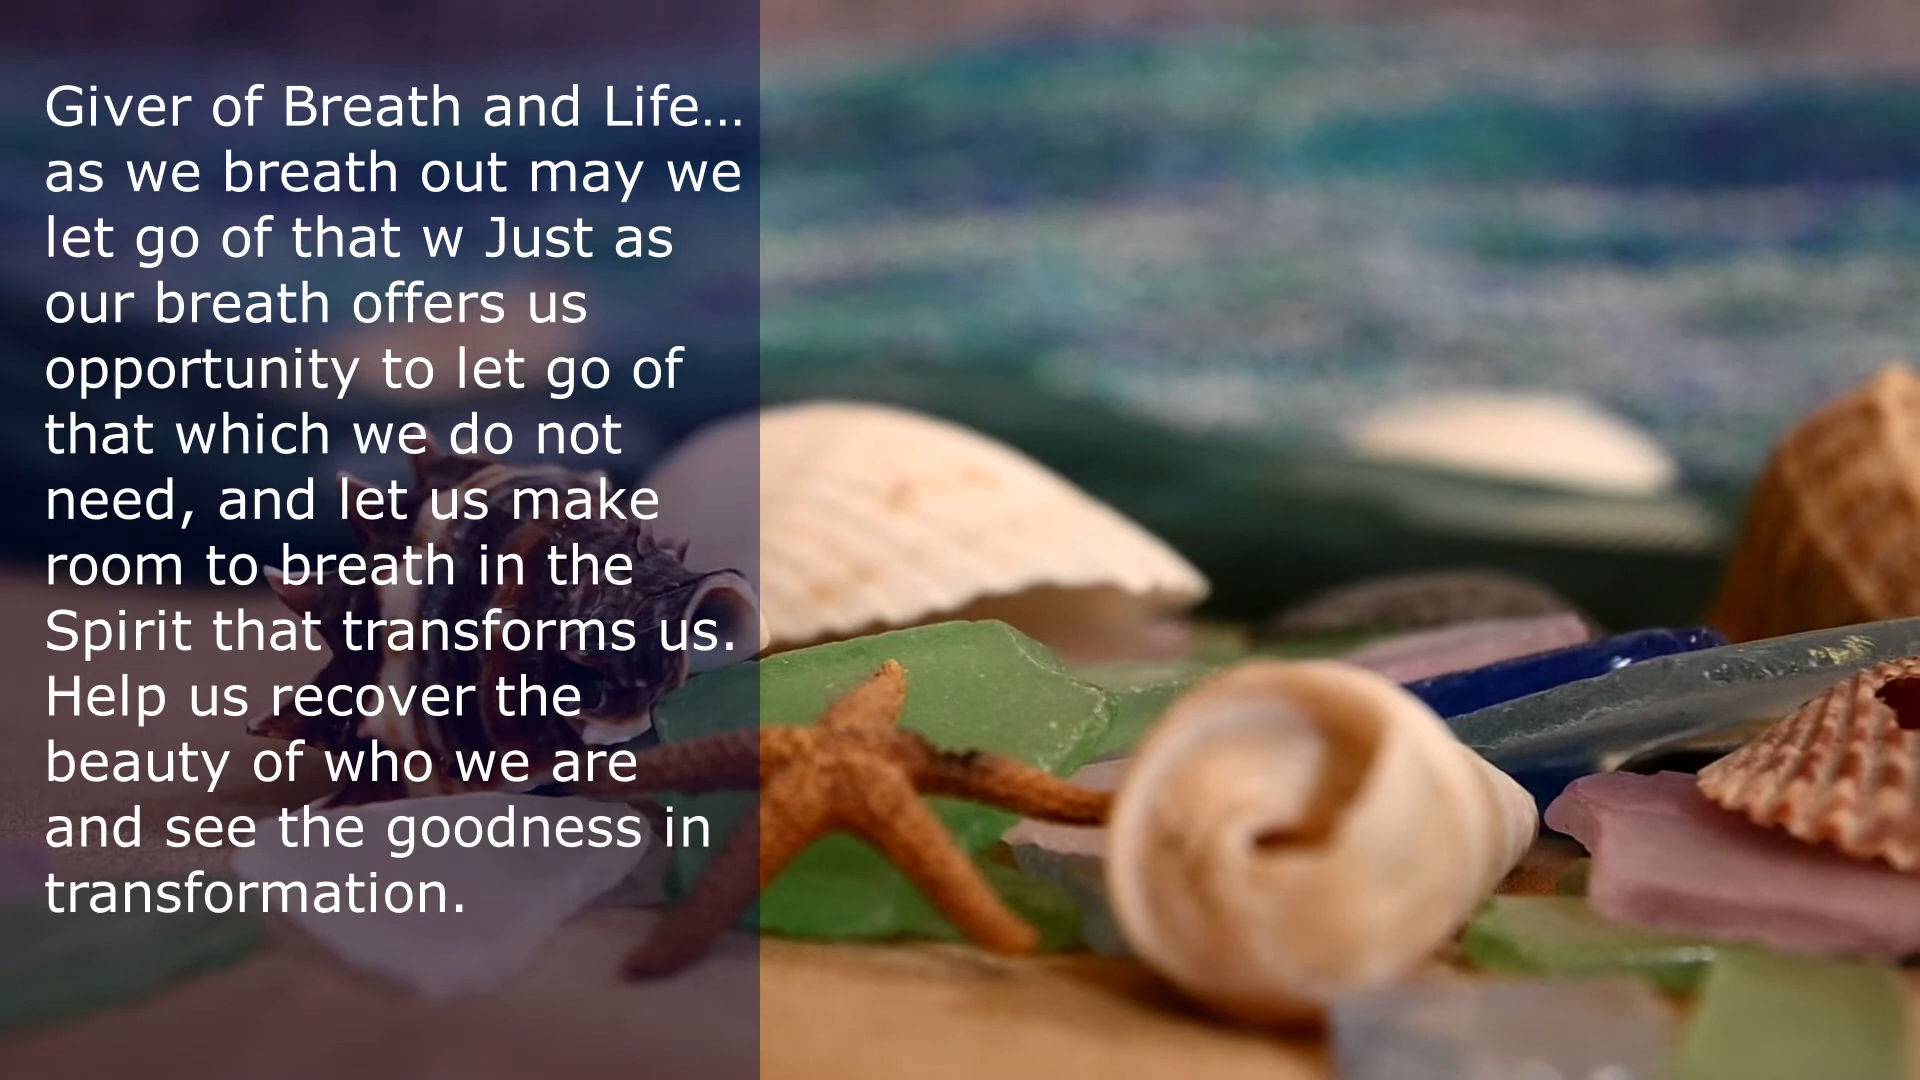 Giver of Breath and Life…
as we breath out may we
let go of that w Just as
our breath offers us
opportunity to let go of
that which we do not
need, and let us make
room to breath in the
Spirit that transforms us.
Help us recover the
beauty of who we are
and see the goodness in
transformation.